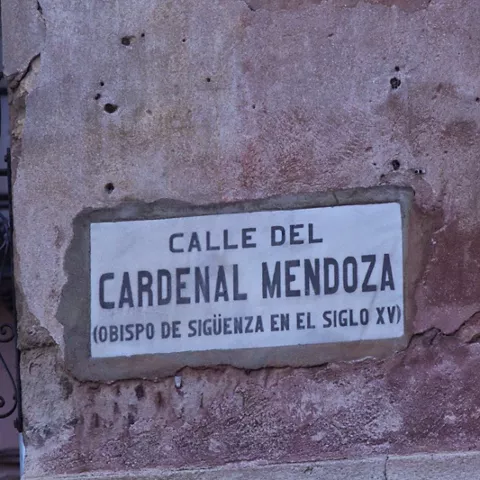 CALLE DEL
CARDENAL MENDOZA
(OBISPO DE SIGÜENZA EN EL SIGLO XV)